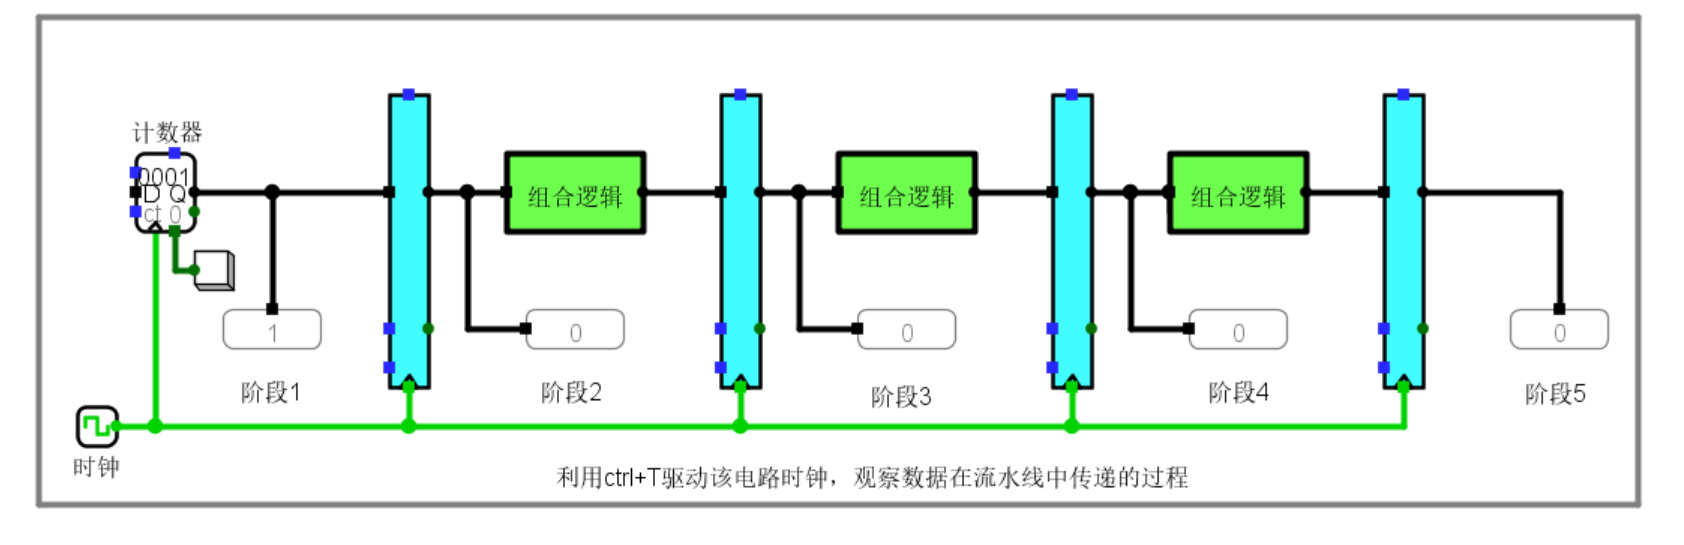 计数器
0001
D Q
ct 0
组合逻辑
组合逻辑
组合逻辑
1
0
0
0
0
阶段1
阶段2
阶段3
阶段4
阶段5
时钟
利用ctrl+T驱动该电路时钟，观察数据在流水线中传递的过程